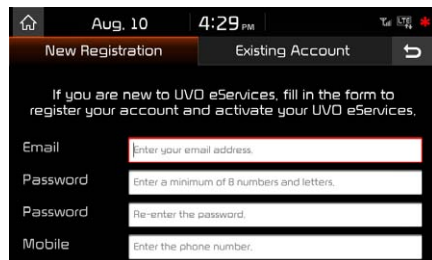 Aug. 10 4:29 PM LTE
New Registration Existing Account
If you are new to UVO eServices, fill in the form to
register your account and activate your UVO eServices.
Email Enter your email address.
Password Enter a minimum of 8 numbers and letters.
Password Re-enter the password.
Mobile Enter the phone number.